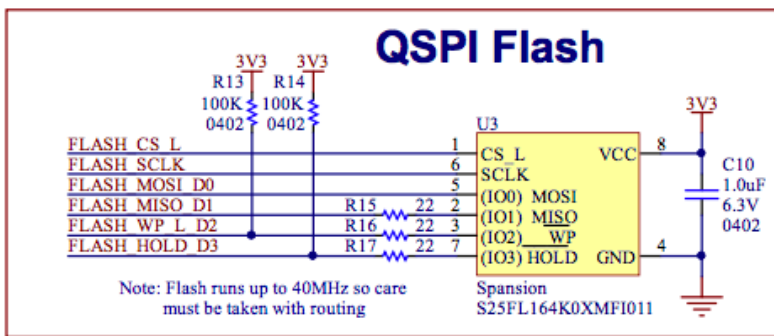 QSPI Flash
3V3 3V3
R13 R14
100K 100K
0402 0402
3V3
U3
FLASH_CS_L 1 CS_L VCC 8
FLASH_SCLK 6 SCLK
FLASH_MOSI_D0 5 (IO0) MOSI
FLASH_MISO_D1 R15 22 2 (IO1) MISO
FLASH_WP_L_D2 R16 22 3 (IO2) WP
FLASH_HOLD_D3 R17 22 7 (IO3) HOLD GND 4
C10
1.0uF
6.3V
0402
Note: Flash runs up to 40MHz so care
must be taken with routing
Spansion
S25FL164K0XMFI011